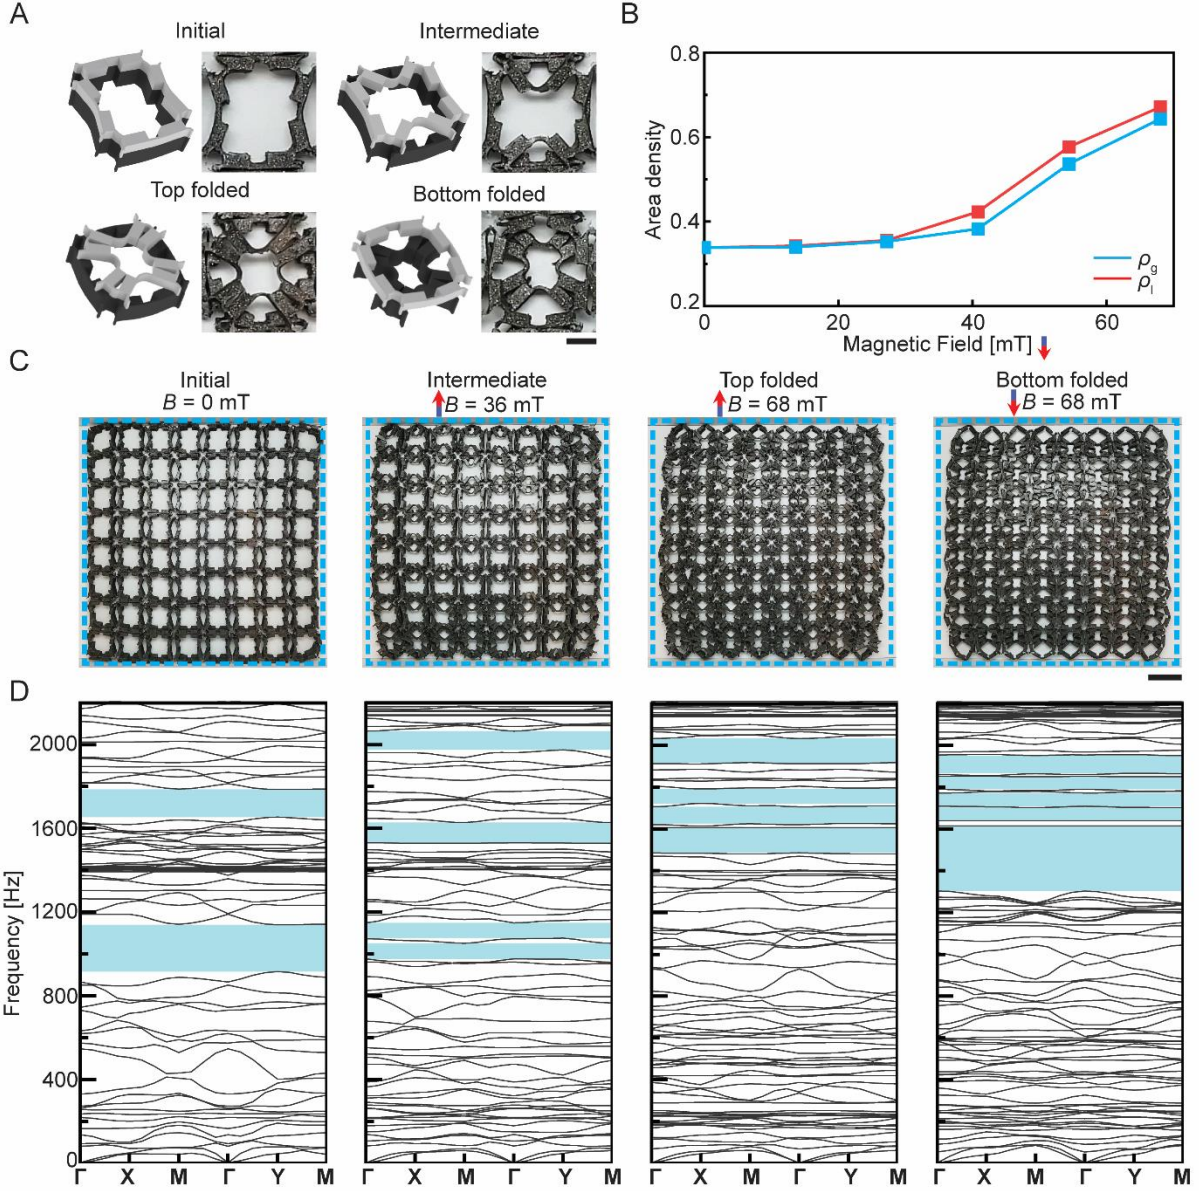 A
Initial
Intermediate
Top folded
Bottom folded
B
0.8
0.6
0.4
0.2
Area density
ρg
ρl
0
20
40
60
Magnetic Field [mT]
C
Initial
B = 0 mT
Intermediate
B = 36 mT
Top folded
B = 68 mT
Bottom folded
B = 68 mT
D
Frequency [Hz]
2000
1600
1200
800
400
0
Γ X M Γ Y M
Γ X M Γ Y M
Γ X M Γ Y M
Γ X M Γ Y M